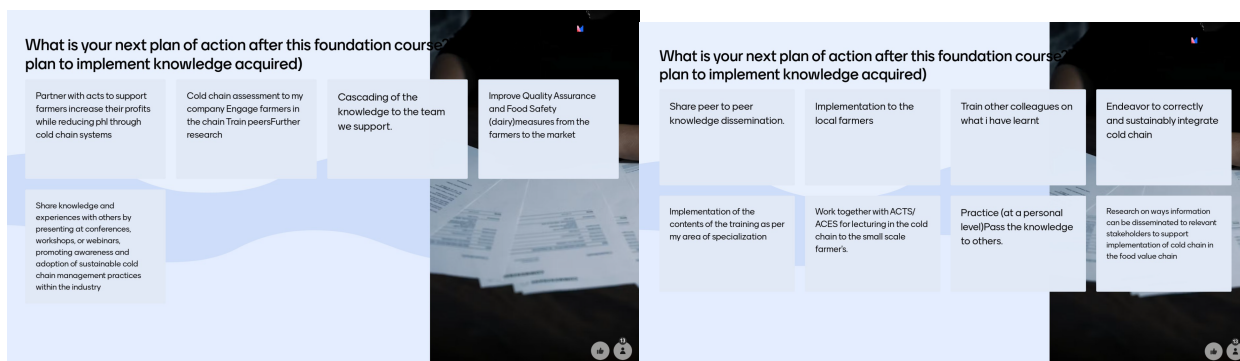 What is your next plan of action after this foundation course?
plan to implement knowledge acquired)
Partner with acts to support
farmers increase their profits
while reducing phl through
cold chain systems
Cold chain assessment to my
company Engage farmers in
the chain Train peersFurther
research
Cascading of the
knowledge to the team
we support.
Improve Quality Assurance
and Food Safety
(dairy)measures from the
farmers to the market
Share knowledge and
experiences with others by
presenting at conferences,
workshops, or webinars,
promoting awareness and
adoption of sustainable cold
chain management practices
within the industry
13
What is your next plan of action after this foundation course?
plan to implement knowledge acquired)
Share peer to peer
knowledge dissemination.
Implementation to the
local farmers
Train other colleagues on
what i have learnt
Endeavor to correctly
and sustainably integrate
cold chain
Implementation of the
contents of the training as per
my area of specialization
Work together with ACTS/
ACES for lecturing in the cold
chain to the small scale
farmer's.
Practice (at a personal
level)Pass the knowledge
to others.
Research on ways information
can be disseminated to relevant
stakeholders to support
implementation of cold chain in
the food value chain
13